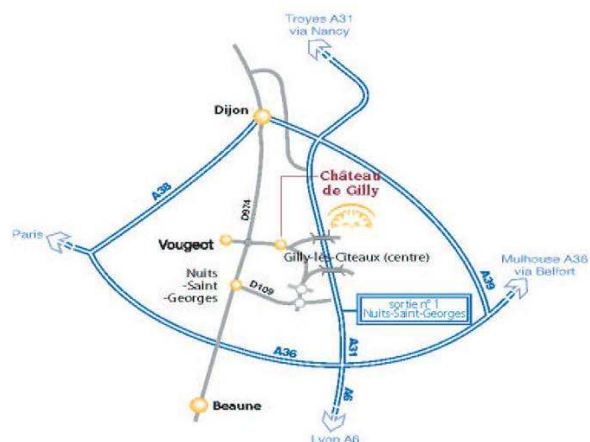 Troyes A31
via Nancy
Dijon
Château
de Gilly
A38
D974
Paris
Vougeot
Gilly-lès-Cîteaux (centre)
Mulhouse A36
via Belfort
Nuits
-Saint
-Georges
D109
A39
sortie n° 1
Nuits-Saint-Georges
A36
A31
A6
Beaune
Lyon A6